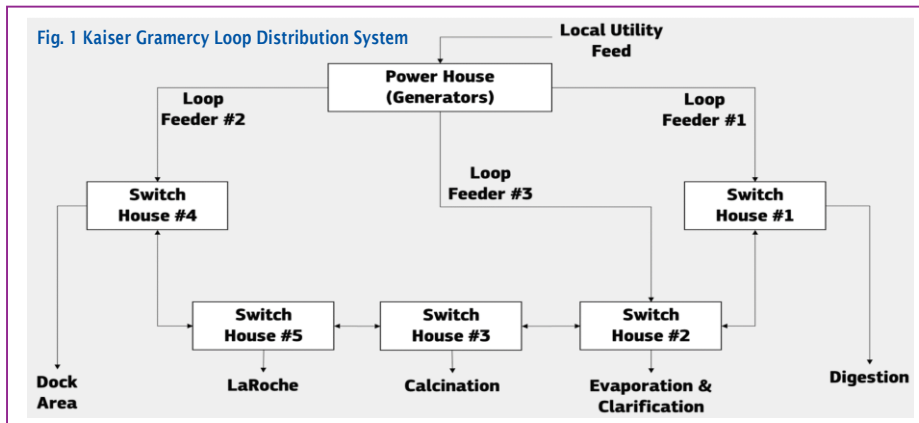 Fig. 1 Kaiser Gramercy Loop Distribution System
Local Utility
Feed
Power House
(Generators)
Loop
Feeder #2
Loop
Feeder #1
Loop
Feeder #3
Switch
House #4
Switch
House #1
Switch
House #5
Switch
House #3
Switch
House #2
Dock
Area
LaRoche
Calcination
Evaporation &
Clarification
Digestion